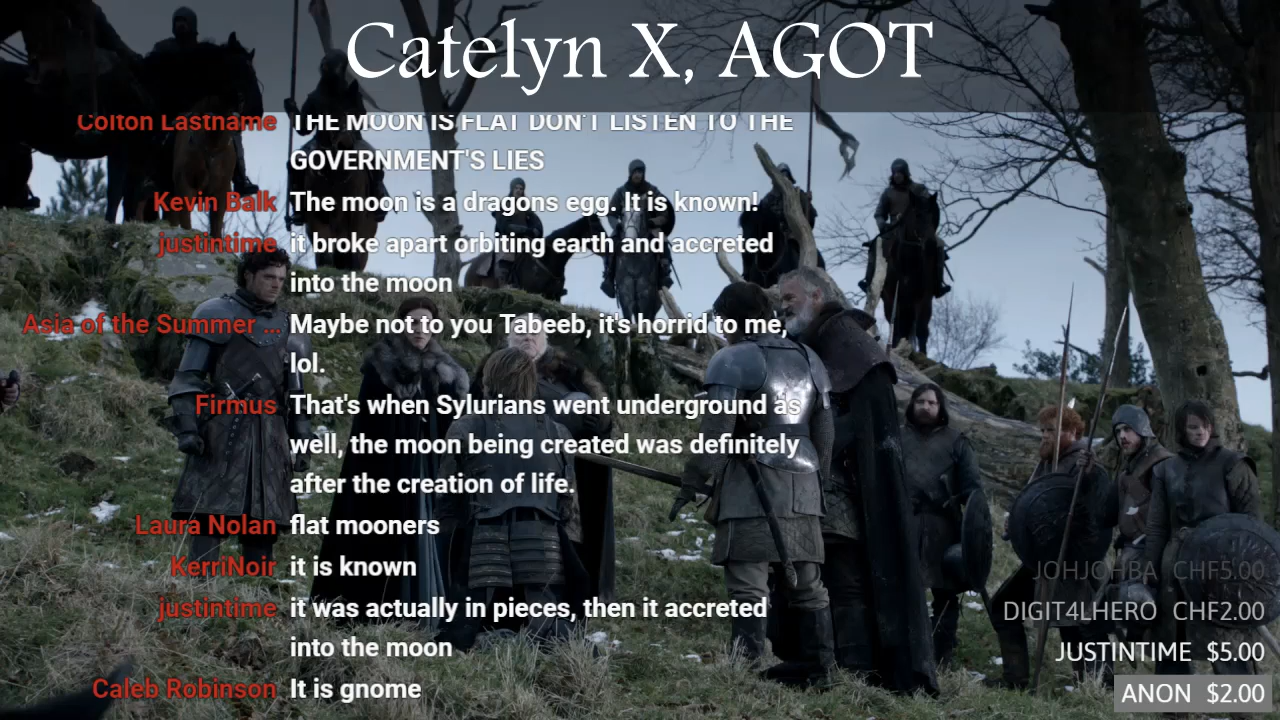 Catelyn X, AGOT
Colton Lastname THE MOON IS FLAT DON'T LISTEN TO THE
GOVERNMENT'S LIES
Kevin Balk The moon is a dragons egg. It is known!
justintime it broke apart orbiting earth and accreted
into the moon
Asia of the Summer ... Maybe not to you Tabeeb, it's horrid to me,
lol.
Firmus That's when Sylurians went underground as
well, the moon being created was definitely
after the creation of life.
Laura Nolan flat mooners
KerriNoir it is known
justintime it was actually in pieces, then it accreted
into the moon
Caleb Robinson It is gnome
JOHJOHBA CHF5.00
DIGIT4LHERO CHF2.00
JUSTINTIME $5.00
ANON $2.00